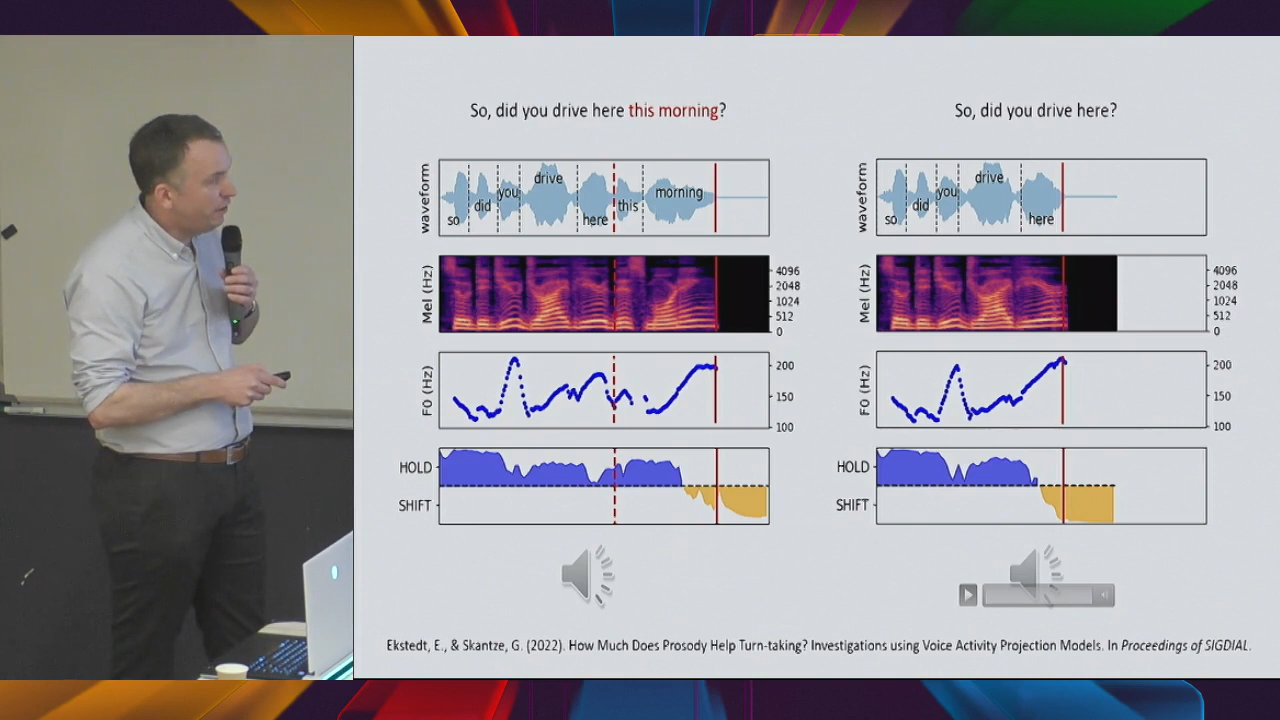 So, did you drive here this morning?
waveform
so
did
you
drive
here
this
morning
Mel (Hz)
4096
2048
1024
512
0
F0 (Hz)
200
150
100
HOLD
SHIFT
So, did you drive here?
waveform
so
did
you
drive
here
Mel (Hz)
4096
2048
1024
512
0
F0 (Hz)
200
150
100
HOLD
SHIFT
Ekstedt, E., & Skantze, G. (2022). How Much Does Prosody Help Turn-taking? Investigations using Voice Activity Projection Models. In Proceedings of SIGDIAL.